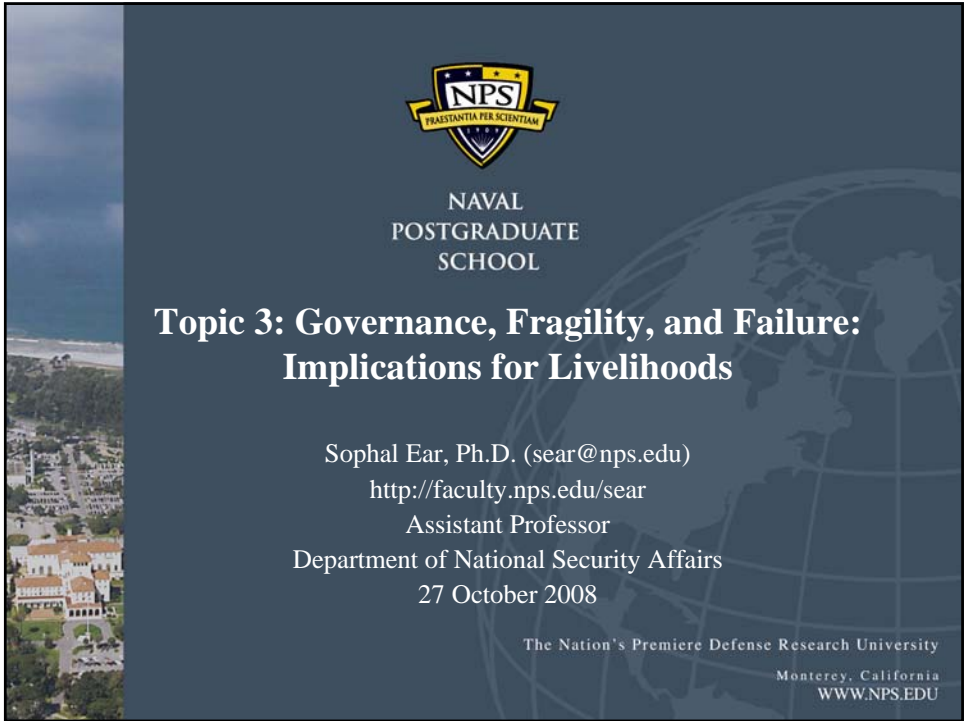 NPS
PRAESTANTIA PER SCIENTIAM
1909
NAVAL
POSTGRADUATE
SCHOOL
Topic 3: Governance, Fragility, and Failure:
Implications for Livelihoods
Sophal Ear, Ph.D. (sear@nps.edu)
http://faculty.nps.edu/sear
Assistant Professor
Department of National Security Affairs
27 October 2008
The Nation's Premiere Defense Research University
Monterey, California
WWW.NPS.EDU